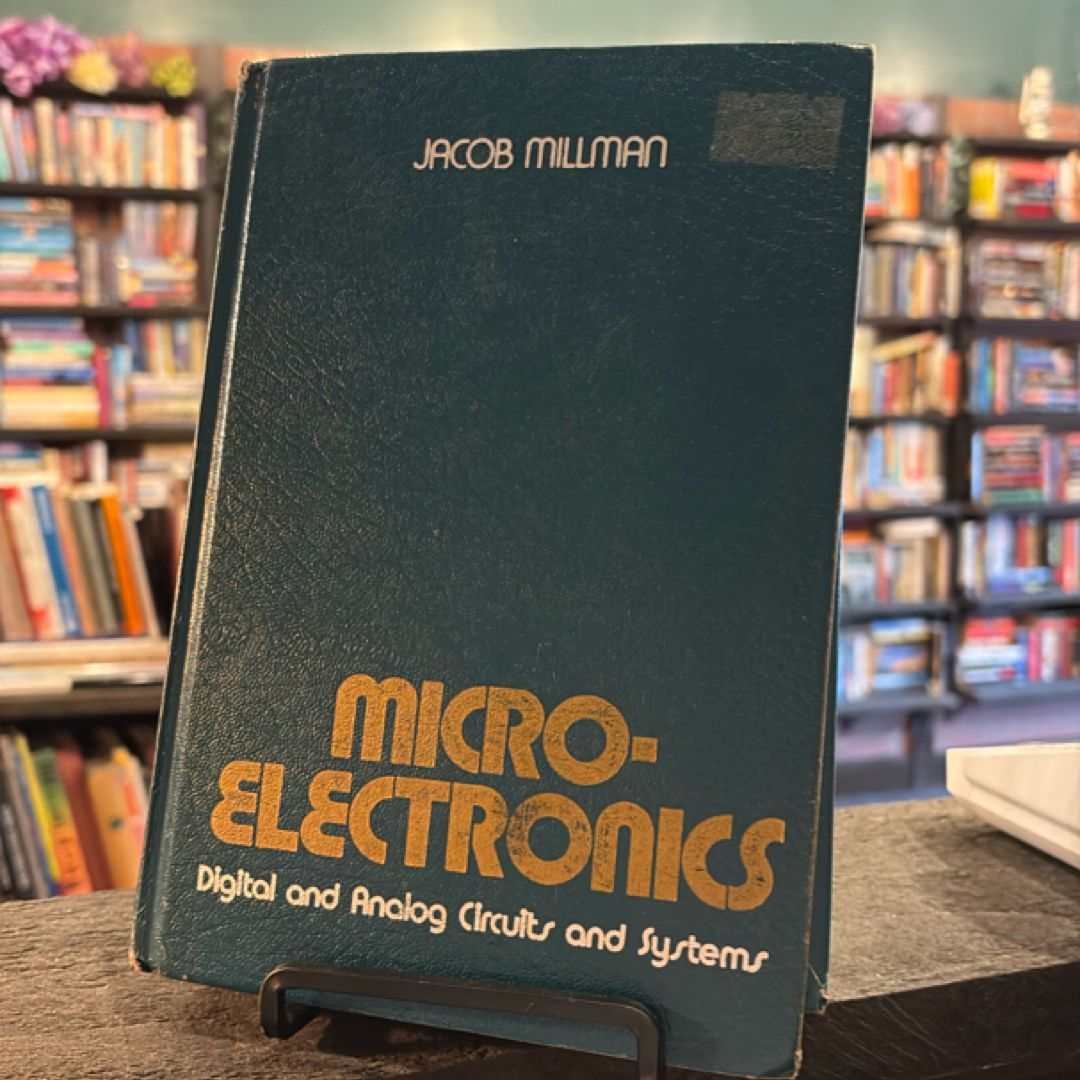 JACOB MILLMAN
MICRO-
ELECTRONICS
Digital and Analog Circuits and Systems